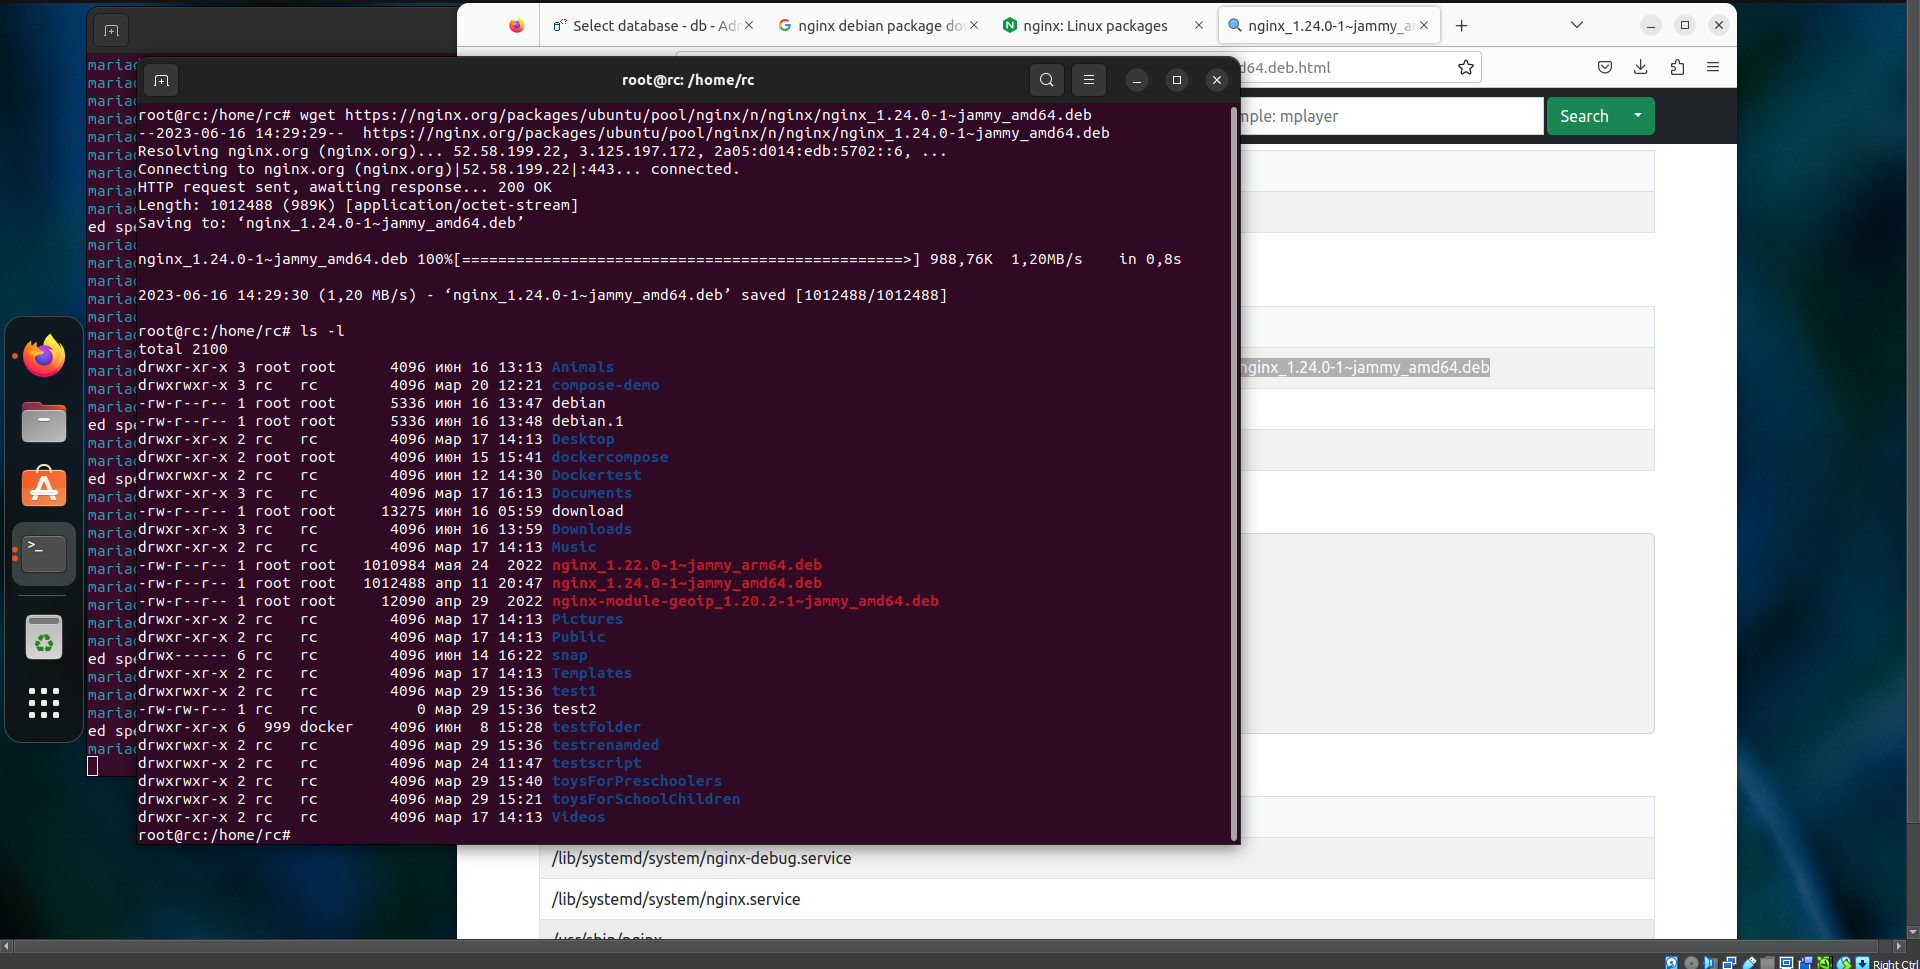 Select database - db - Adm
nginx debian package do
nginx: Linux packages
nginx_1.24.0-1~jammy_a
d64.deb.html
mple: mplayer
Search
root@rc: /home/rc
root@rc:/home/rc# wget https://nginx.org/packages/ubuntu/pool/nginx/n/nginx/nginx_1.24.0-1~jammy_amd64.deb
--2023-06-16 14:29:29--  https://nginx.org/packages/ubuntu/pool/nginx/n/nginx/nginx_1.24.0-1~jammy_amd64.deb
Resolving nginx.org (nginx.org)... 52.58.199.22, 3.125.197.172, 2a05:d014:edb:5702::6, ...
Connecting to nginx.org (nginx.org)|52.58.199.22|:443... connected.
HTTP request sent, awaiting response... 200 OK
Length: 1012488 (989K) [application/octet-stream]
Saving to: ‘nginx_1.24.0-1~jammy_amd64.deb’
nginx_1.24.0-1~jammy_amd64.deb 100%[=================================================>] 988,76K  1,20MB/s    in 0,8s
2023-06-16 14:29:30 (1,20 MB/s) - ‘nginx_1.24.0-1~jammy_amd64.deb’ saved [1012488/1012488]
root@rc:/home/rc# ls -l
total 2100
drwxr-xr-x 3 root root      4096 июн 16 13:13 Animals
drwxrwxr-x 3 rc   rc        4096 мар 20 12:21 compose-demo
-rw-r--r-- 1 root root      5336 июн 16 13:47 debian
-rw-r--r-- 1 root root      5336 июн 16 13:48 debian.1
drwxr-xr-x 2 rc   rc        4096 мар 17 14:13 Desktop
drwxr-xr-x 2 root root      4096 июн 15 15:41 dockercompose
drwxrwxr-x 2 rc   rc        4096 июн 12 14:30 Dockertest
drwxr-xr-x 3 rc   rc        4096 мар 17 16:13 Documents
-rw-r--r-- 1 root root     13275 июн 16 05:59 download
drwxr-xr-x 3 rc   rc        4096 июн 16 13:59 Downloads
drwxr-xr-x 2 rc   rc        4096 мар 17 14:13 Music
-rw-r--r-- 1 root root   1010984 мая 24  2022 nginx_1.22.0-1~jammy_arm64.deb
-rw-r--r-- 1 root root   1012488 апр 11 20:47 nginx_1.24.0-1~jammy_amd64.deb
-rw-r--r-- 1 root root     12090 апр 29  2022 nginx-module-geoip_1.20.2-1~jammy_amd64.deb
drwxr-xr-x 2 rc   rc        4096 мар 17 14:13 Pictures
drwxr-xr-x 2 rc   rc        4096 мар 17 14:13 Public
drwx------ 6 rc   rc        4096 июн 14 16:22 snap
drwxr-xr-x 2 rc   rc        4096 мар 17 14:13 Templates
drwxrwxr-x 2 rc   rc        4096 мар 29 15:36 test1
-rw-rw-r-- 1 rc   rc           0 мар 29 15:36 test2
drwxr-xr-x 6  999 docker    4096 июн  8 15:28 testfolder
drwxrwxr-x 2 rc   rc        4096 мар 29 15:36 testrenamded
drwxrwxr-x 2 rc   rc        4096 мар 24 11:47 testscript
drwxrwxr-x 2 rc   rc        4096 мар 29 15:40 toysForPreschoolers
drwxrwxr-x 2 rc   rc        4096 мар 29 15:21 toysForSchoolChildren
drwxr-xr-x 2 rc   rc        4096 мар 17 14:13 Videos
root@rc:/home/rc#
nginx_1.24.0-1~jammy_amd64.deb
/lib/systemd/system/nginx-debug.service
/lib/systemd/system/nginx.service
Right Ctrl